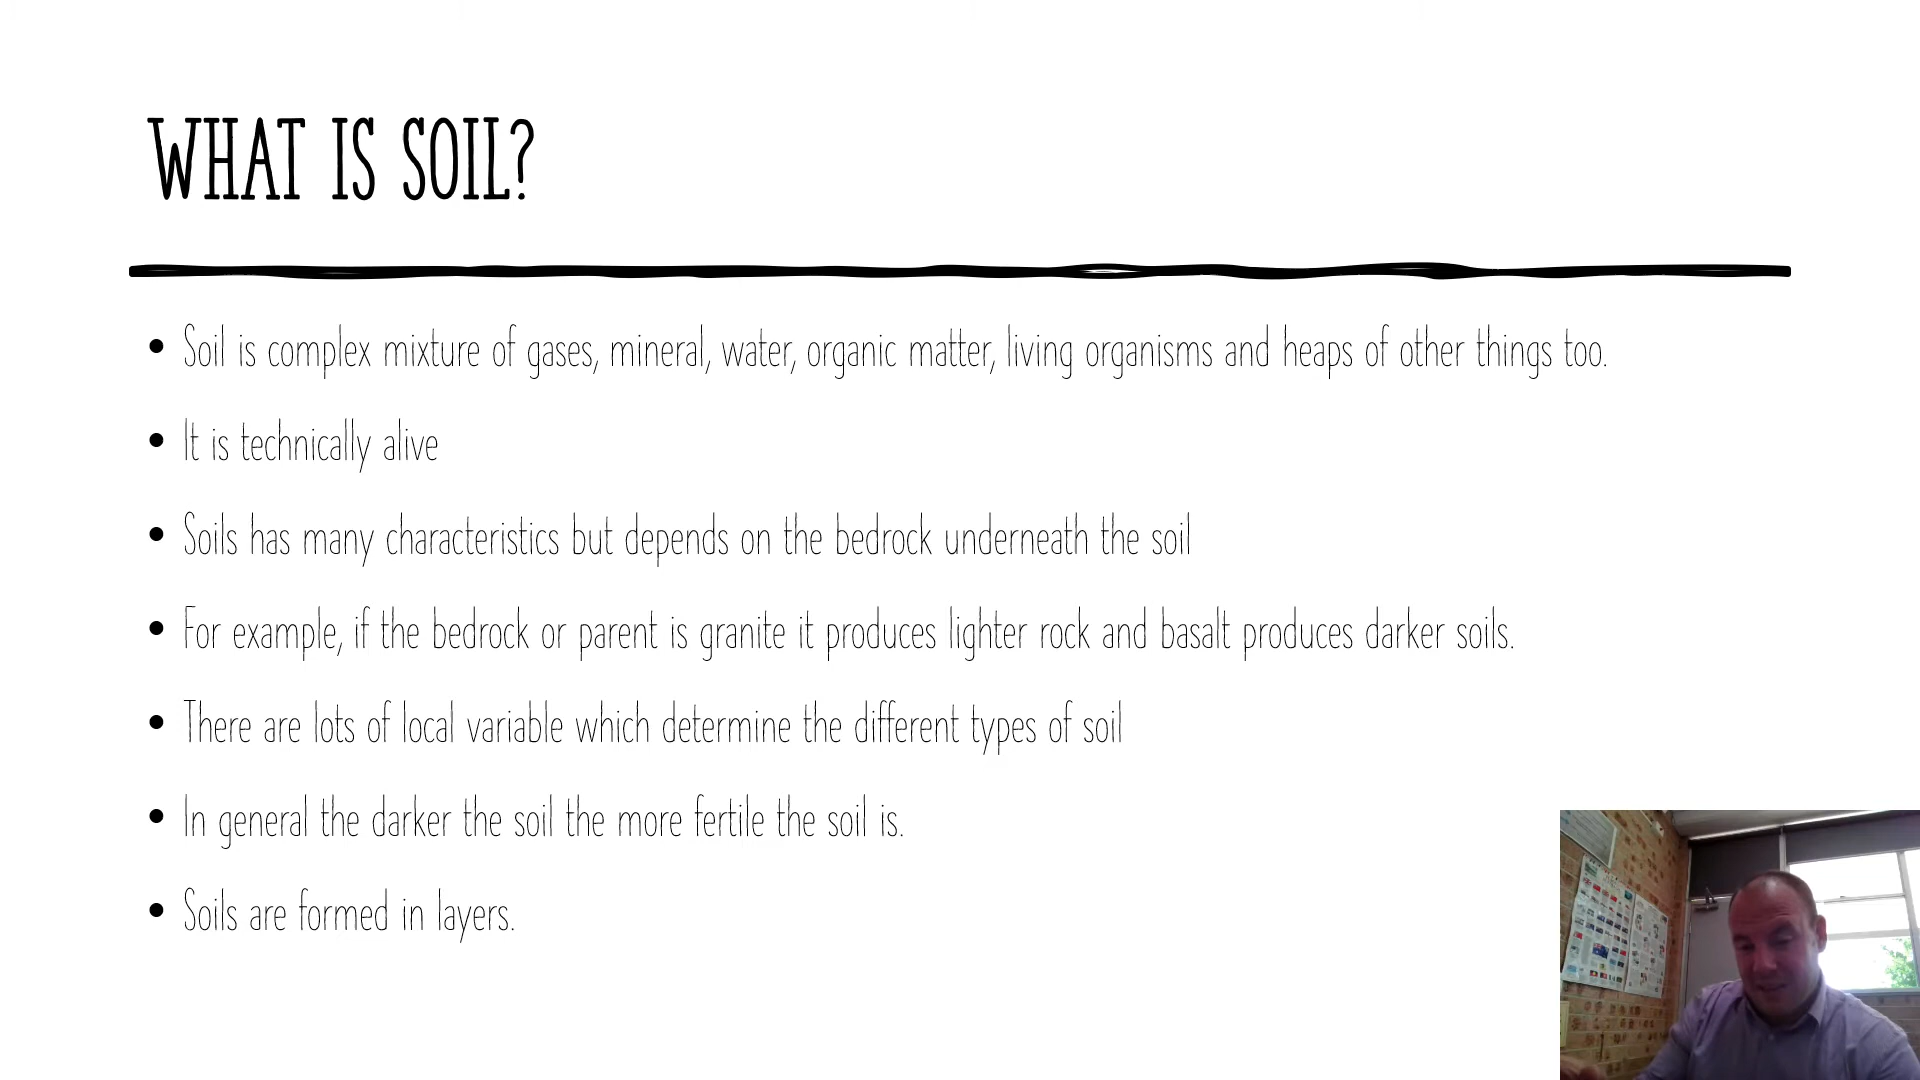 WHAT IS SOIL?
• Soil is complex mixture of gases, mineral, water, organic matter, living organisms and heaps of other things too.
• It is technically alive
• Soils has many characteristics but depends on the bedrock underneath the soil
• For example, if the bedrock or parent is granite it produces lighter rock and basalt produces darker soils.
• There are lots of local variable which determine the different types of soil
• In general the darker the soil the more fertile the soil is.
• Soils are formed in layers.